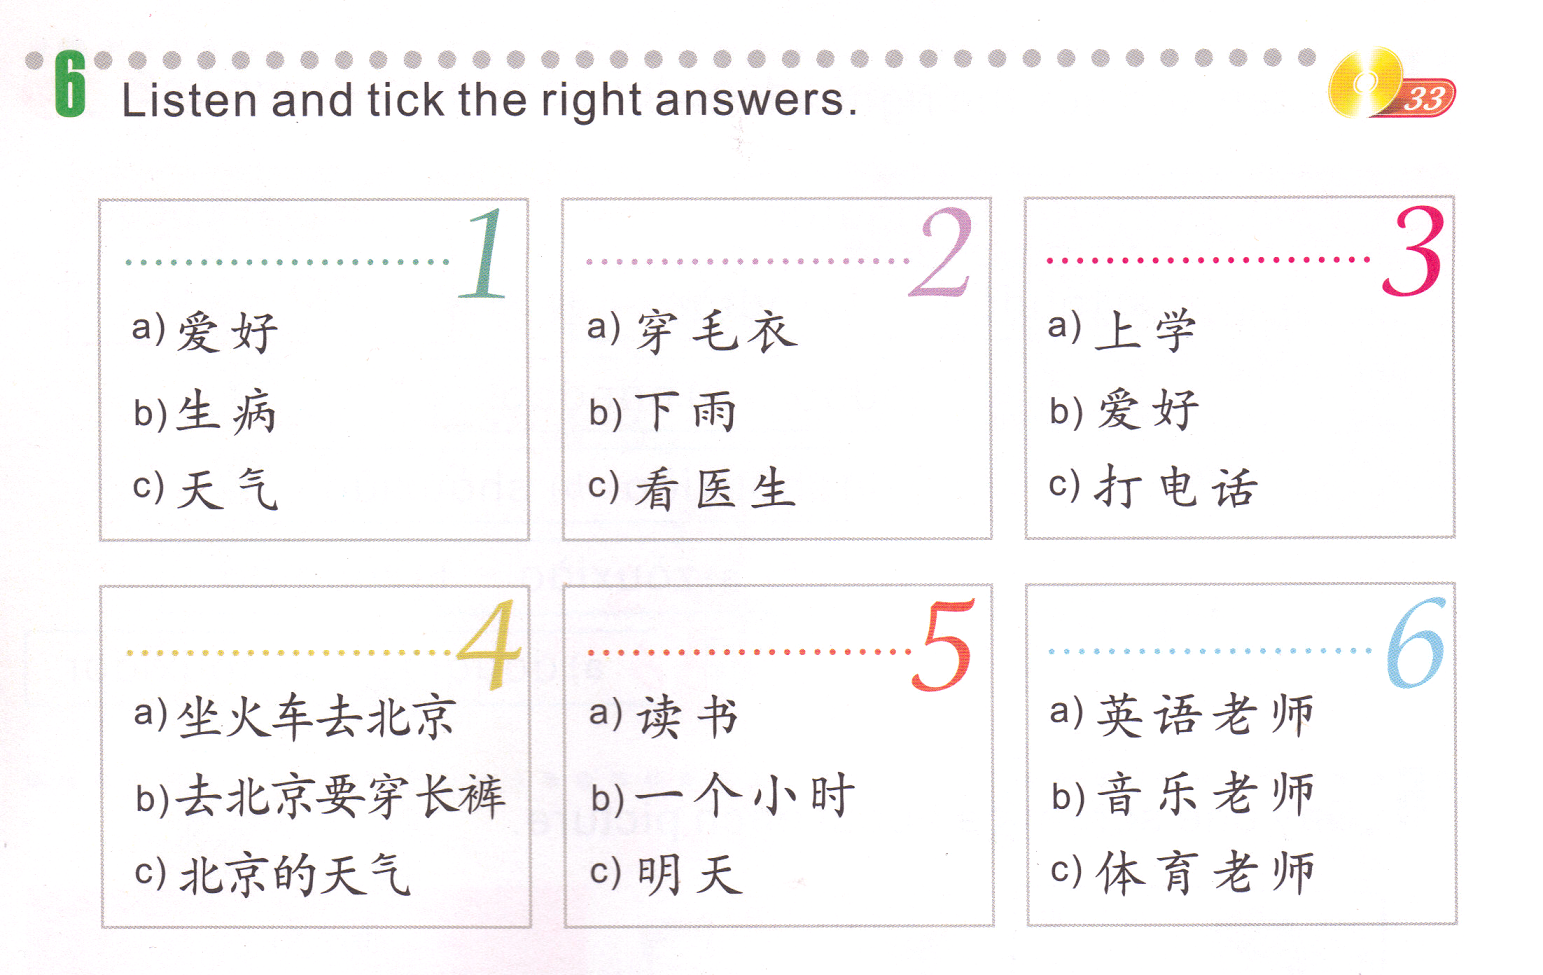 6 Listen and tick the right answers. 33
1
a) 爱好
b) 生病
c) 天气
2
a) 穿毛衣
b) 下雨
c) 看医生
3
a) 上学
b) 爱好
c) 打电话
4
a) 坐火车去北京
b) 去北京要穿长裤
c) 北京的天气
5
a) 读书
b) 一个小时
c) 明天
6
a) 英语老师
b) 音乐老师
c) 体育老师